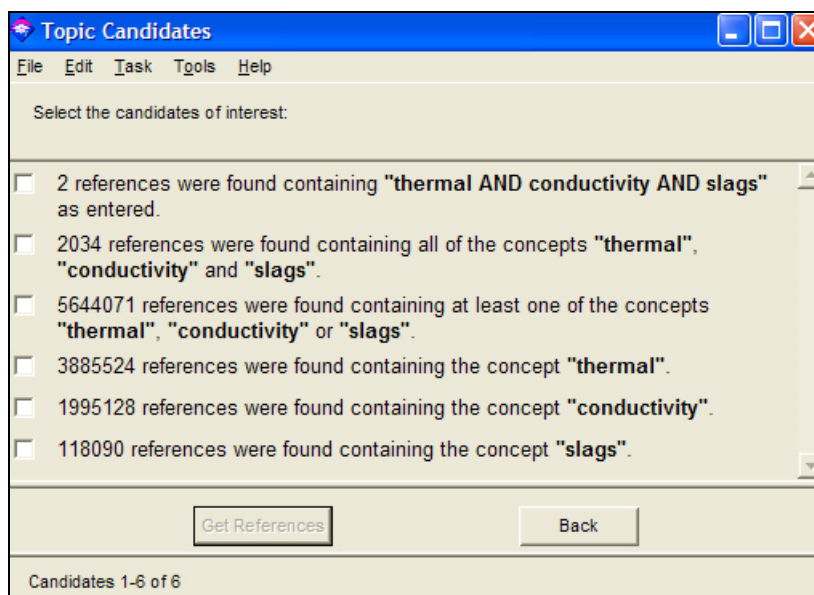 Topic Candidates
File Edit Task Tools Help
Select the candidates of interest:
2 references were found containing "thermal AND conductivity AND slags"
as entered.
2034 references were found containing all of the concepts "thermal",
"conductivity" and "slags".
5644071 references were found containing at least one of the concepts
"thermal", "conductivity" or "slags".
3885524 references were found containing the concept "thermal".
1995128 references were found containing the concept "conductivity".
118090 references were found containing the concept "slags".
Get References Back
Candidates 1-6 of 6